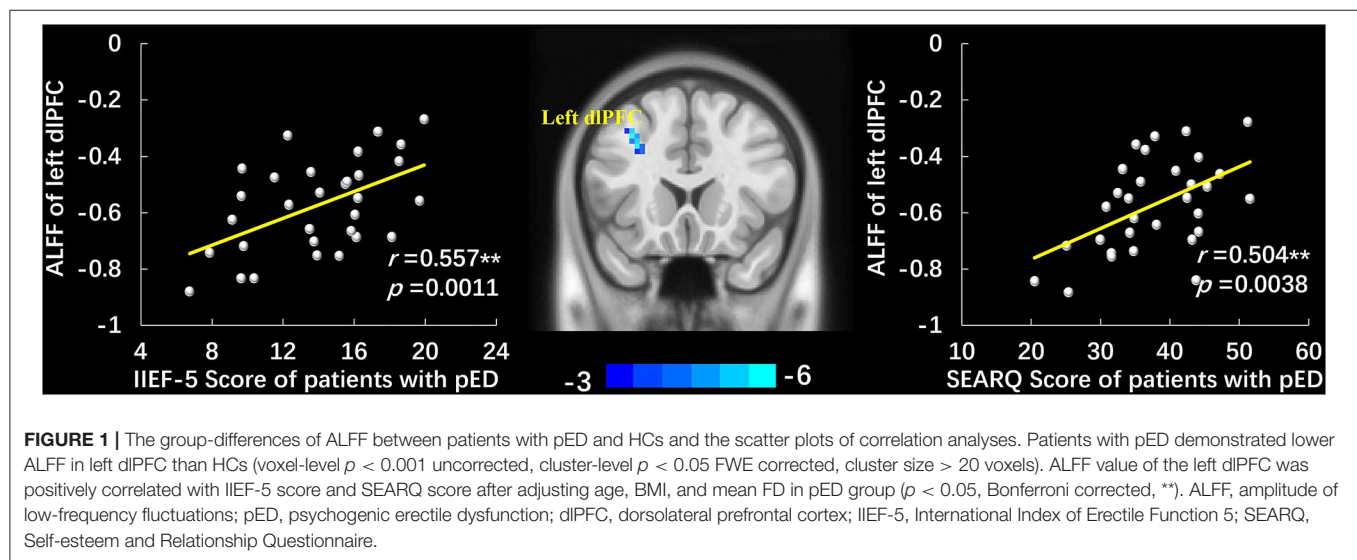 0
-0.2
-0.4
-0.6
-0.8
-1
ALFF of left dlPFC
r=0.557**
p =0.0011
4 8 12 16 20 24
IIEF-5 Score of patients with pED
Left dlPFC
-3 -6
0
-0.2
-0.4
-0.6
-0.8
-1
ALFF of left dlPFC
r=0.504**
p =0.0038
10 20 30 40 50 60
SEARQ Score of patients with pED
FIGURE 1 | The group-differences of ALFF between patients with pED and HCs and the scatter plots of correlation analyses. Patients with pED demonstrated lower
ALFF in left dlPFC than HCs (voxel-level p < 0.001 uncorrected, cluster-level p < 0.05 FWE corrected, cluster size > 20 voxels). ALFF value of the left dlPFC was
positively correlated with IIEF-5 score and SEARQ score after adjusting age, BMI, and mean FD in pED group (p < 0.05, Bonferroni corrected, **). ALFF, amplitude of
low-frequency fluctuations; pED, psychogenic erectile dysfunction; dlPFC, dorsolateral prefrontal cortex; IIEF-5, International Index of Erectile Function 5; SEARQ,
Self-esteem and Relationship Questionnaire.